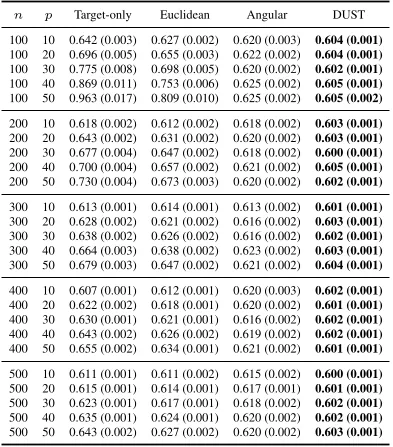 n p Target-only Euclidean Angular DUST
100 10 0.642 (0.003) 0.627 (0.002) 0.620 (0.003) 0.604 (0.001)
100 20 0.696 (0.005) 0.655 (0.003) 0.622 (0.002) 0.604 (0.001)
100 30 0.775 (0.008) 0.698 (0.005) 0.620 (0.002) 0.602 (0.001)
100 40 0.869 (0.011) 0.753 (0.006) 0.625 (0.002) 0.605 (0.001)
100 50 0.963 (0.017) 0.809 (0.010) 0.625 (0.002) 0.605 (0.002)
200 10 0.618 (0.002) 0.612 (0.002) 0.618 (0.002) 0.603 (0.001)
200 20 0.643 (0.002) 0.631 (0.002) 0.620 (0.002) 0.603 (0.001)
200 30 0.677 (0.004) 0.647 (0.002) 0.618 (0.002) 0.600 (0.001)
200 40 0.700 (0.004) 0.657 (0.002) 0.621 (0.002) 0.605 (0.001)
200 50 0.730 (0.004) 0.673 (0.003) 0.620 (0.002) 0.602 (0.001)
300 10 0.613 (0.001) 0.614 (0.001) 0.613 (0.002) 0.601 (0.001)
300 20 0.628 (0.002) 0.621 (0.002) 0.616 (0.002) 0.603 (0.001)
300 30 0.638 (0.002) 0.626 (0.002) 0.616 (0.002) 0.602 (0.001)
300 40 0.664 (0.003) 0.638 (0.002) 0.623 (0.002) 0.603 (0.001)
300 50 0.679 (0.003) 0.647 (0.002) 0.621 (0.002) 0.604 (0.001)
400 10 0.607 (0.001) 0.612 (0.001) 0.620 (0.003) 0.602 (0.001)
400 20 0.622 (0.002) 0.618 (0.001) 0.620 (0.002) 0.601 (0.001)
400 30 0.630 (0.001) 0.621 (0.001) 0.616 (0.002) 0.602 (0.001)
400 40 0.643 (0.002) 0.626 (0.002) 0.619 (0.002) 0.602 (0.001)
400 50 0.655 (0.002) 0.634 (0.001) 0.621 (0.002) 0.601 (0.001)
500 10 0.611 (0.001) 0.611 (0.002) 0.615 (0.002) 0.600 (0.001)
500 20 0.615 (0.001) 0.614 (0.001) 0.617 (0.001) 0.601 (0.001)
500 30 0.623 (0.001) 0.617 (0.001) 0.618 (0.002) 0.602 (0.001)
500 40 0.635 (0.001) 0.624 (0.001) 0.620 (0.002) 0.602 (0.001)
500 50 0.643 (0.002) 0.627 (0.002) 0.620 (0.002) 0.603 (0.001)